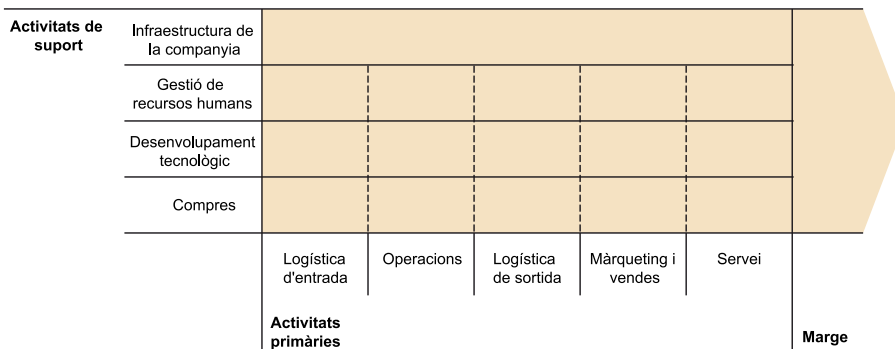 Activitats de
suport
Infraestructura de
la companyia
Gestió de
recursos humans
Desenvolupament
tecnològic
Compres
Logística
d'entrada
Operacions
Logística
de sortida
Màrqueting i
vendes
Servei
Activitats
primàries
Marge